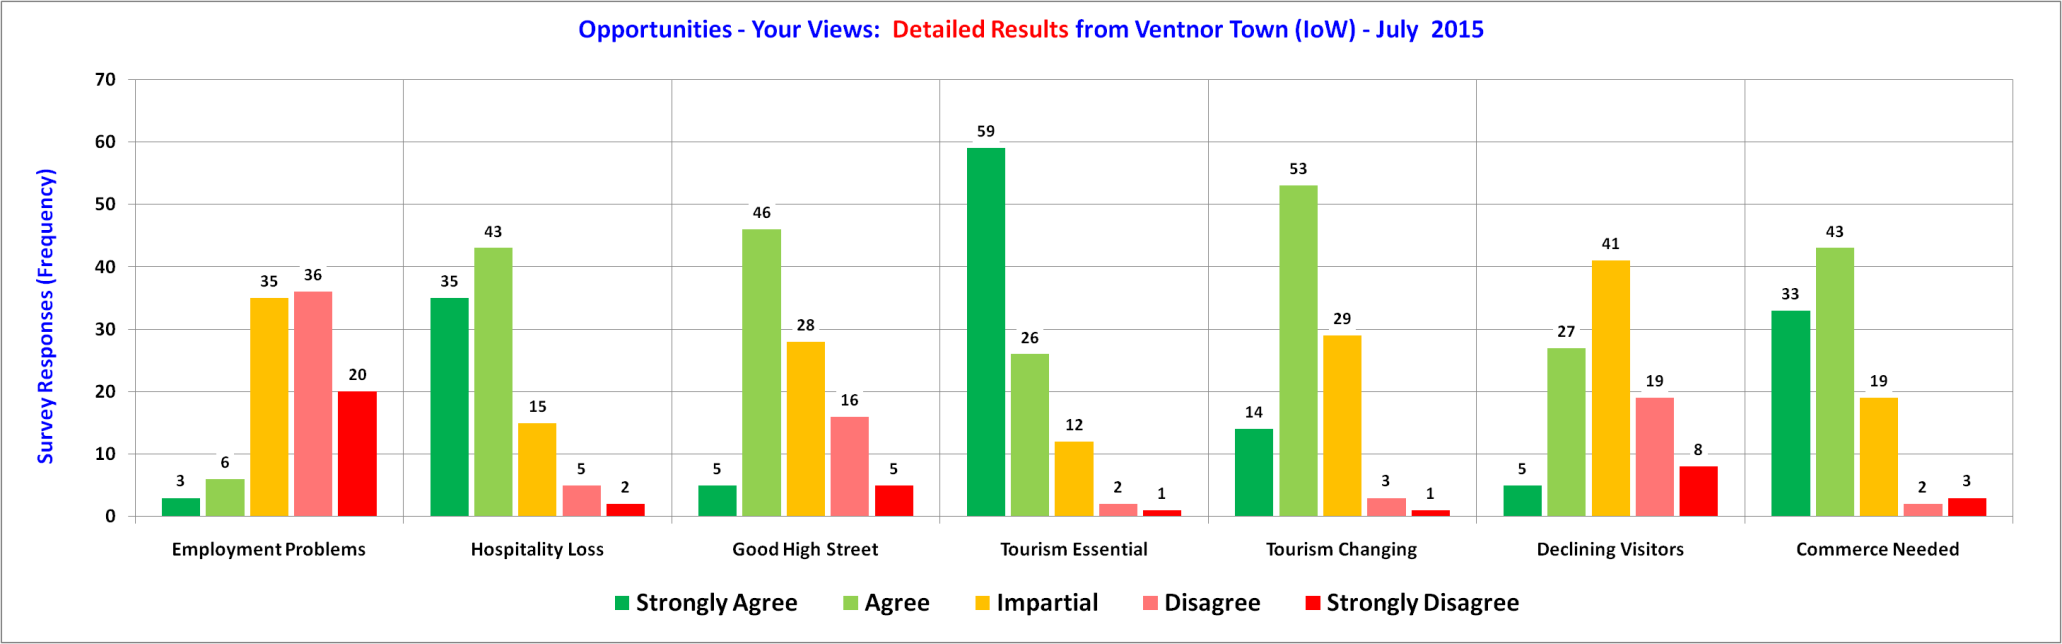 Opportunities - Your Views:  Detailed Results from Ventnor Town (IoW) - July  2015
Survey Responses (Frequency)
70
60
50
40
30
20
10
0
3 6 35 36 20
35 43 15 5 2
5 46 28 16 5
59 26 12 2 1
14 53 29 3 1
5 27 41 19 8
33 43 19 2 3
Employment Problems Hospitality Loss Good High Street Tourism Essential Tourism Changing Declining Visitors Commerce Needed
Strongly Agree Agree Impartial Disagree Strongly Disagree